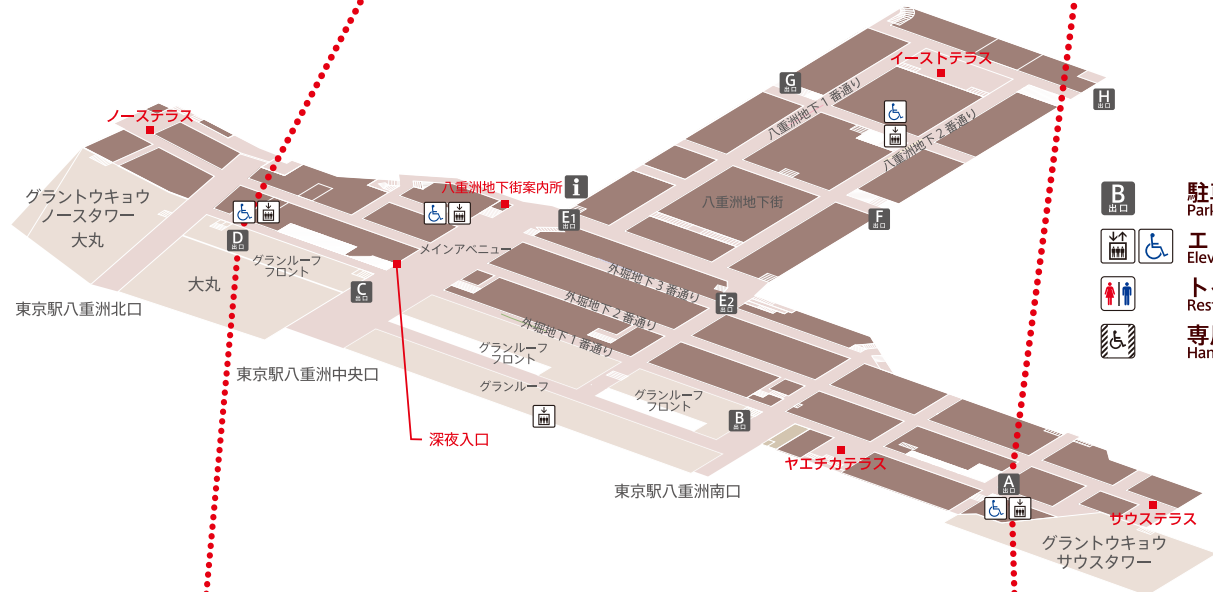 イーストテラス
G
出口
H
出口
八重洲地下1番通り
八重洲地下2番通り
ノーステラス
八重洲地下街案内所
i
グラントウキョウ
ノースタワー
大丸
八重洲地下街
E1
出口
F
出口
D
出口
メインアベニュー
グランルーフ
フロント
大丸
外堀地下3番通り
C
出口
E2
出口
外堀地下2番通り
外堀地下1番通り
東京駅八重洲北口
グランルーフ
フロント
東京駅八重洲中央口
グランルーフ
グランルーフ
フロント
B
出口
深夜入口
ヤエチカテラス
東京駅八重洲南口
A
出口
サウステラス
グラントウキョウ
サウスタワー
B
出口
駐
Park
エ
Elev
ト
Rest
専
Han